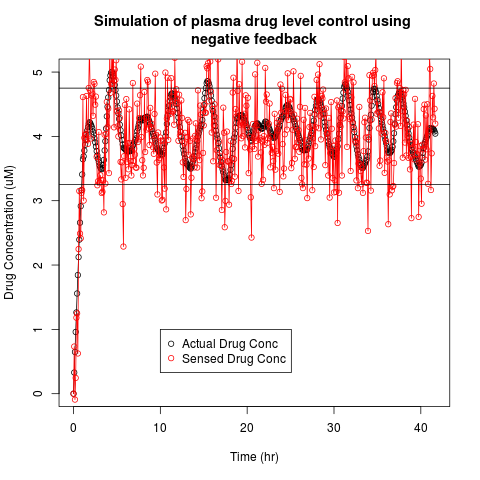 Simulation of plasma drug level control using
negative feedback
Drug Concentration (uM)
5
4
3
2
1
0
Actual Drug Conc
Sensed Drug Conc
0 10 20 30 40
Time (hr)